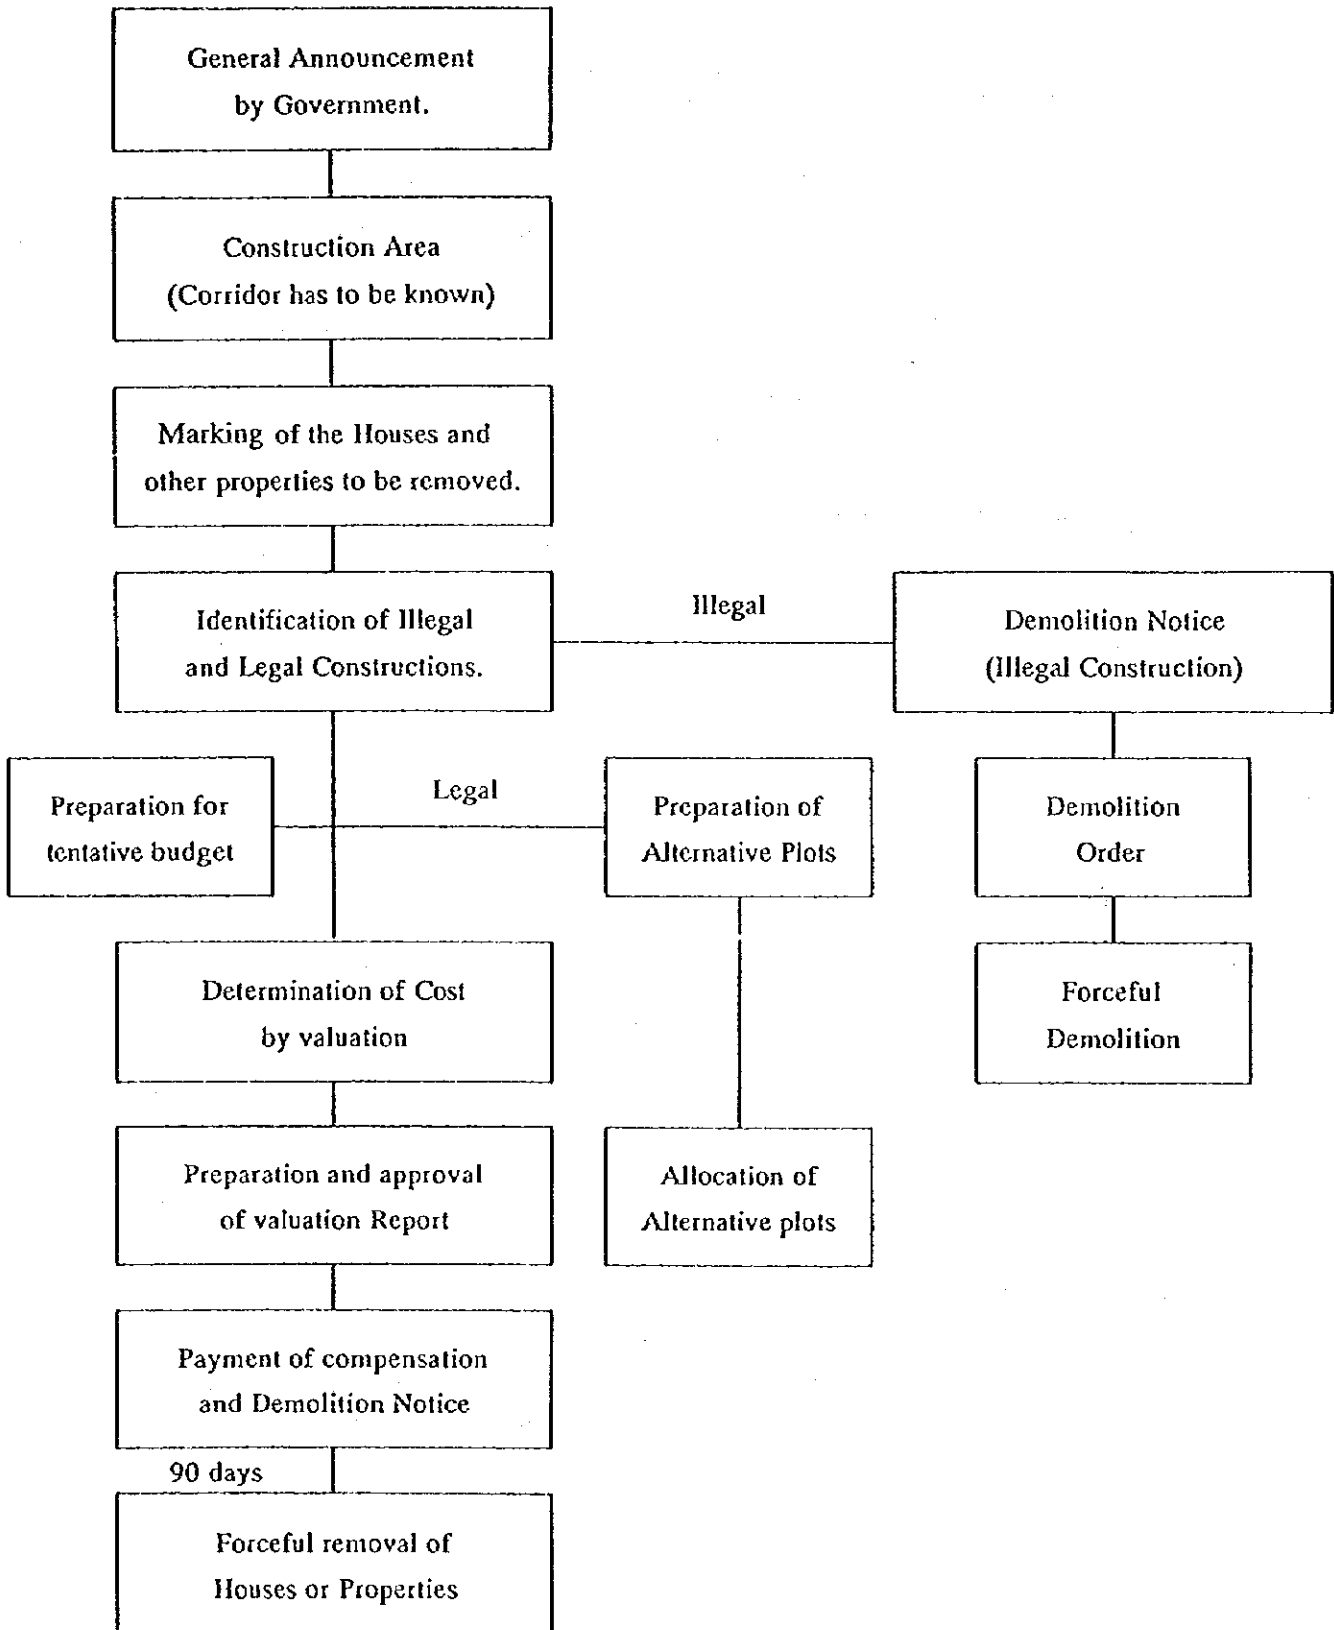 General Announcement
by Government.
Construction Area
(Corridor has to be known)
Marking of the Houses and
other properties to be removed.
Identification of Illegal
and Legal Constructions.
Illegal
Demolition Notice
(Illegal Construction)
Preparation for
tentative budget
Legal
Preparation of
Alternative Plots
Demolition
Order
Determination of Cost
by valuation
Forceful
Demolition
Preparation and approval
of valuation Report
Allocation of
Alternative plots
Payment of compensation
and Demolition Notice
90 days
Forceful removal of
Houses or Properties